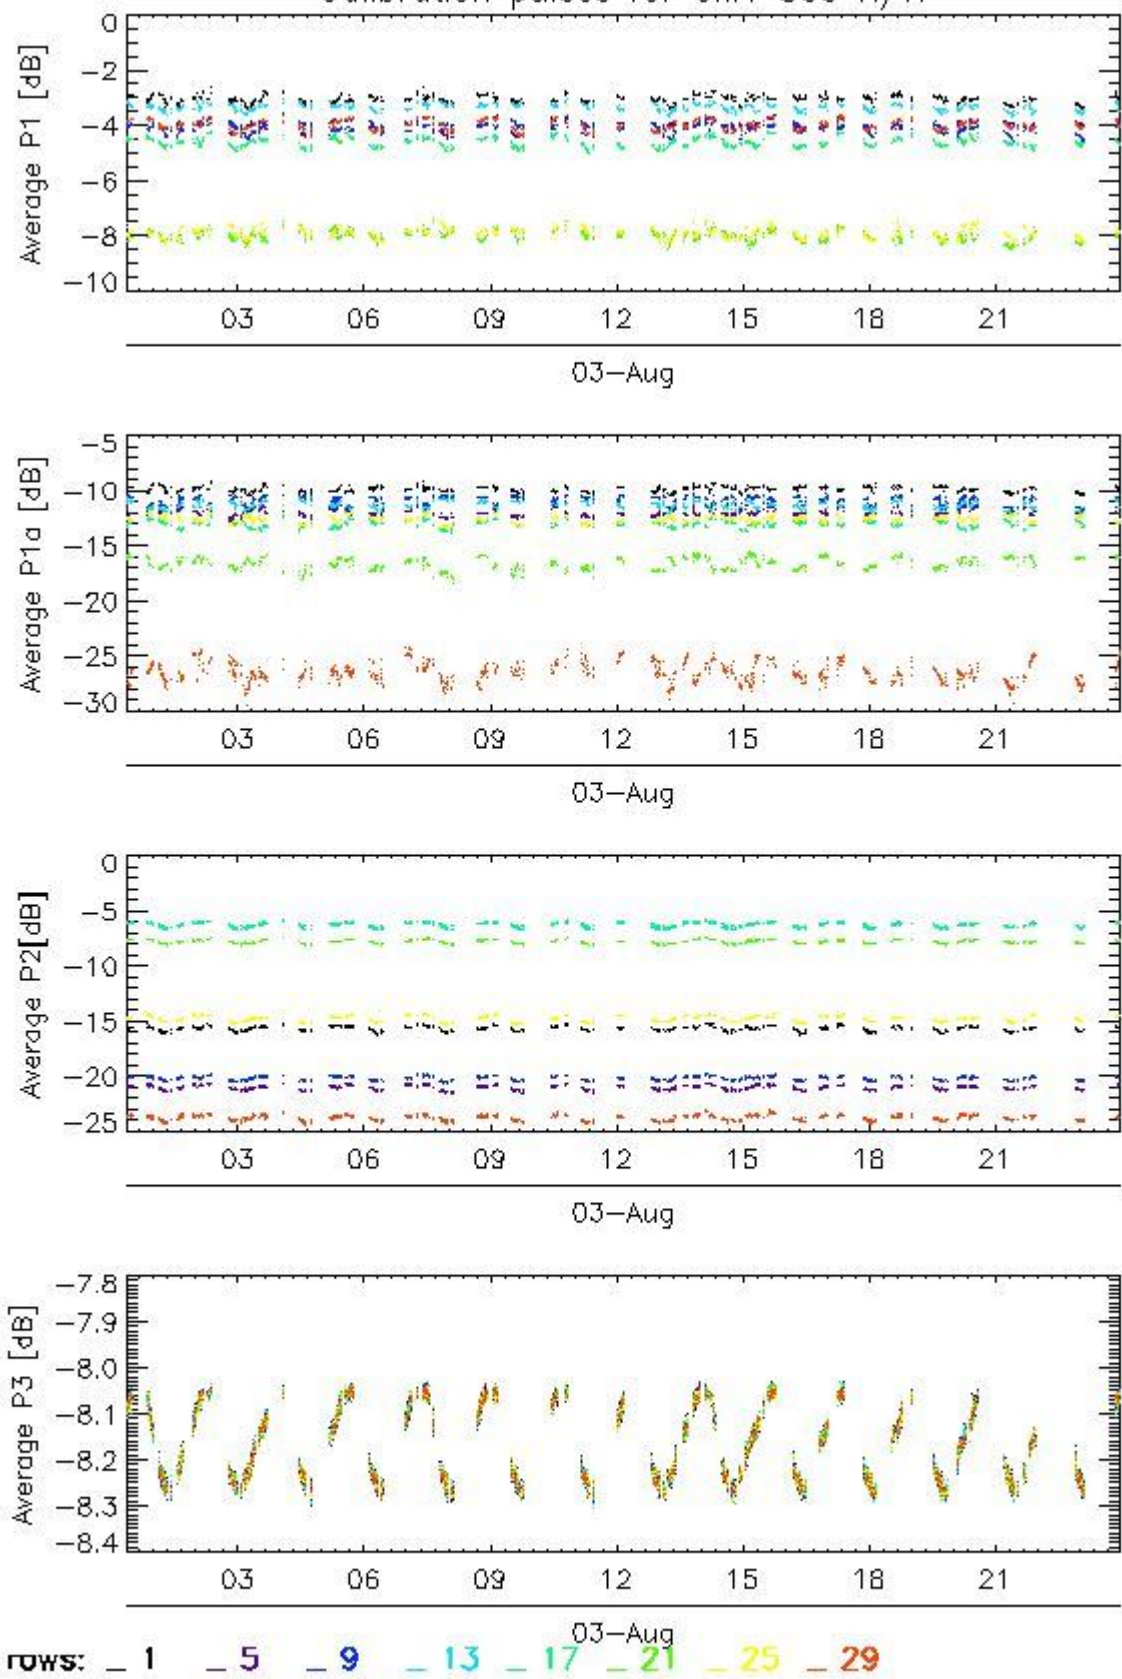 0
-2
-4
-6
-8
-10
Average P1 [dB]
03 06 09 12 15 18 21
03-Aug
-5
-10
-15
-20
-25
-30
Average P1a [dB]
03 06 09 12 15 18 21
03-Aug
0
-5
-10
-15
-20
-25
Average P2[dB]
03 06 09 12 15 18 21
03-Aug
-7.8
-7.9
-8.0
-8.1
-8.2
-8.3
-8.4
Average P3 [dB]
03 06 09 12 15 18 21
03-Aug
rows: _ 1 _ 5 _ 9 _ 13 _ 17 _ 21 _ 25 _ 29